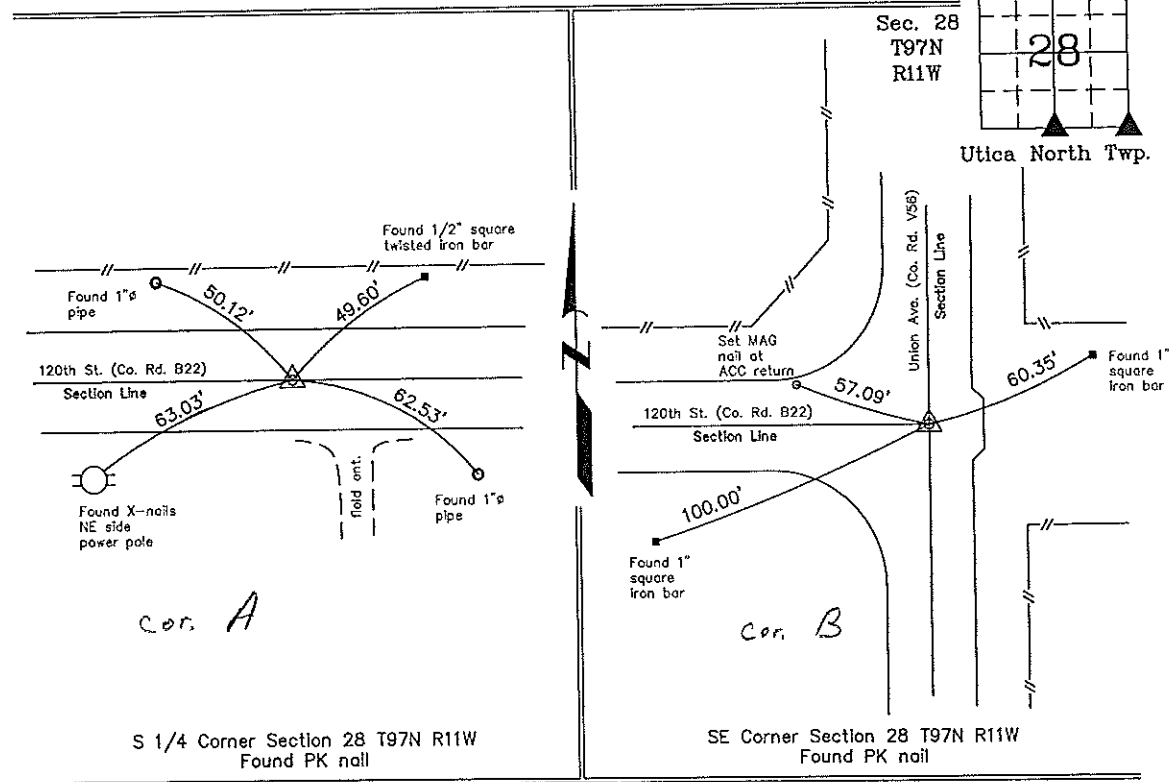 Sec. 28
T97N
R11W
28
Utica North Twp.
Found 1/2" square
twisted iron bar
Found 1"ø
pipe
50.12'
49.60'
120th St. (Co. Rd. B22)
Section Line
63.03'
62.53'
field ent.
Found X-nails
NE side
power pole
Found 1"ø
pipe
cor. A
S 1/4 Corner Section 28 T97N R11W
Found PK nail
N
Union Ave. (Co. Rd. V56)
Section Line
Set MAG
nail at
ACC return
57.09'
60.35'
Found 1"
square
iron bar
120th St. (Co. Rd. B22)
Section Line
100.00'
Found 1"
square
iron bar
cor. B
SE Corner Section 28 T97N R11W
Found PK nail